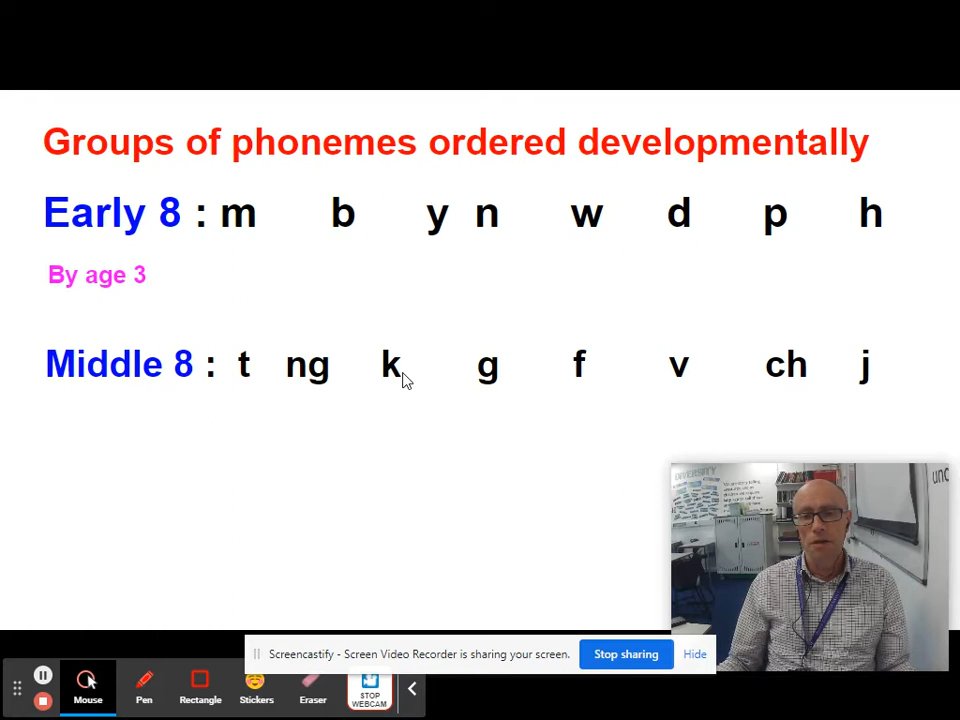 Groups of phonemes ordered developmentally
Early 8 : m b y n w d p h
By age 3
Middle 8 : t ng k g f v ch j
DIVERSITY
Screencastify - Screen Video Recorder is sharing your screen. Stop sharing Hide
Mouse Pen Rectangle Stickers Eraser STOP WEBCAM